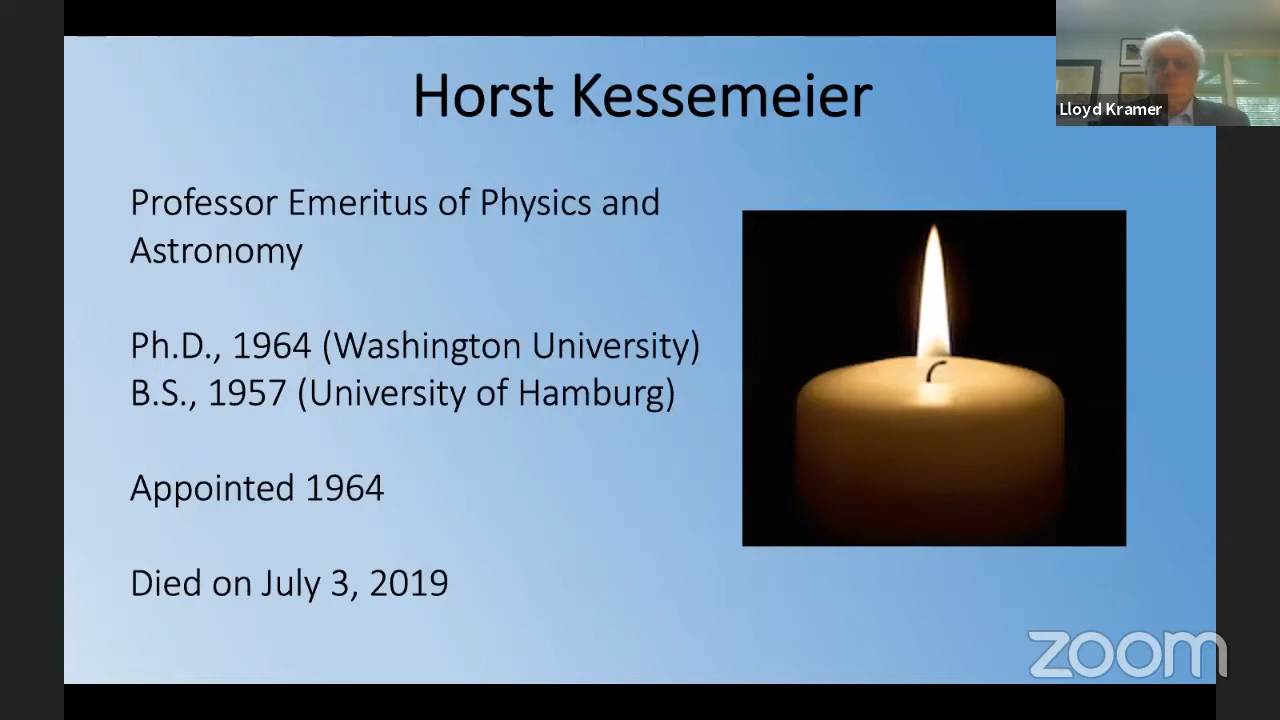 Horst Kessemeier
Lloyd Kramer
Professor Emeritus of Physics and
Astronomy
Ph.D., 1964 (Washington University)
B.S., 1957 (University of Hamburg)
Appointed 1964
Died on July 3, 2019
zoom